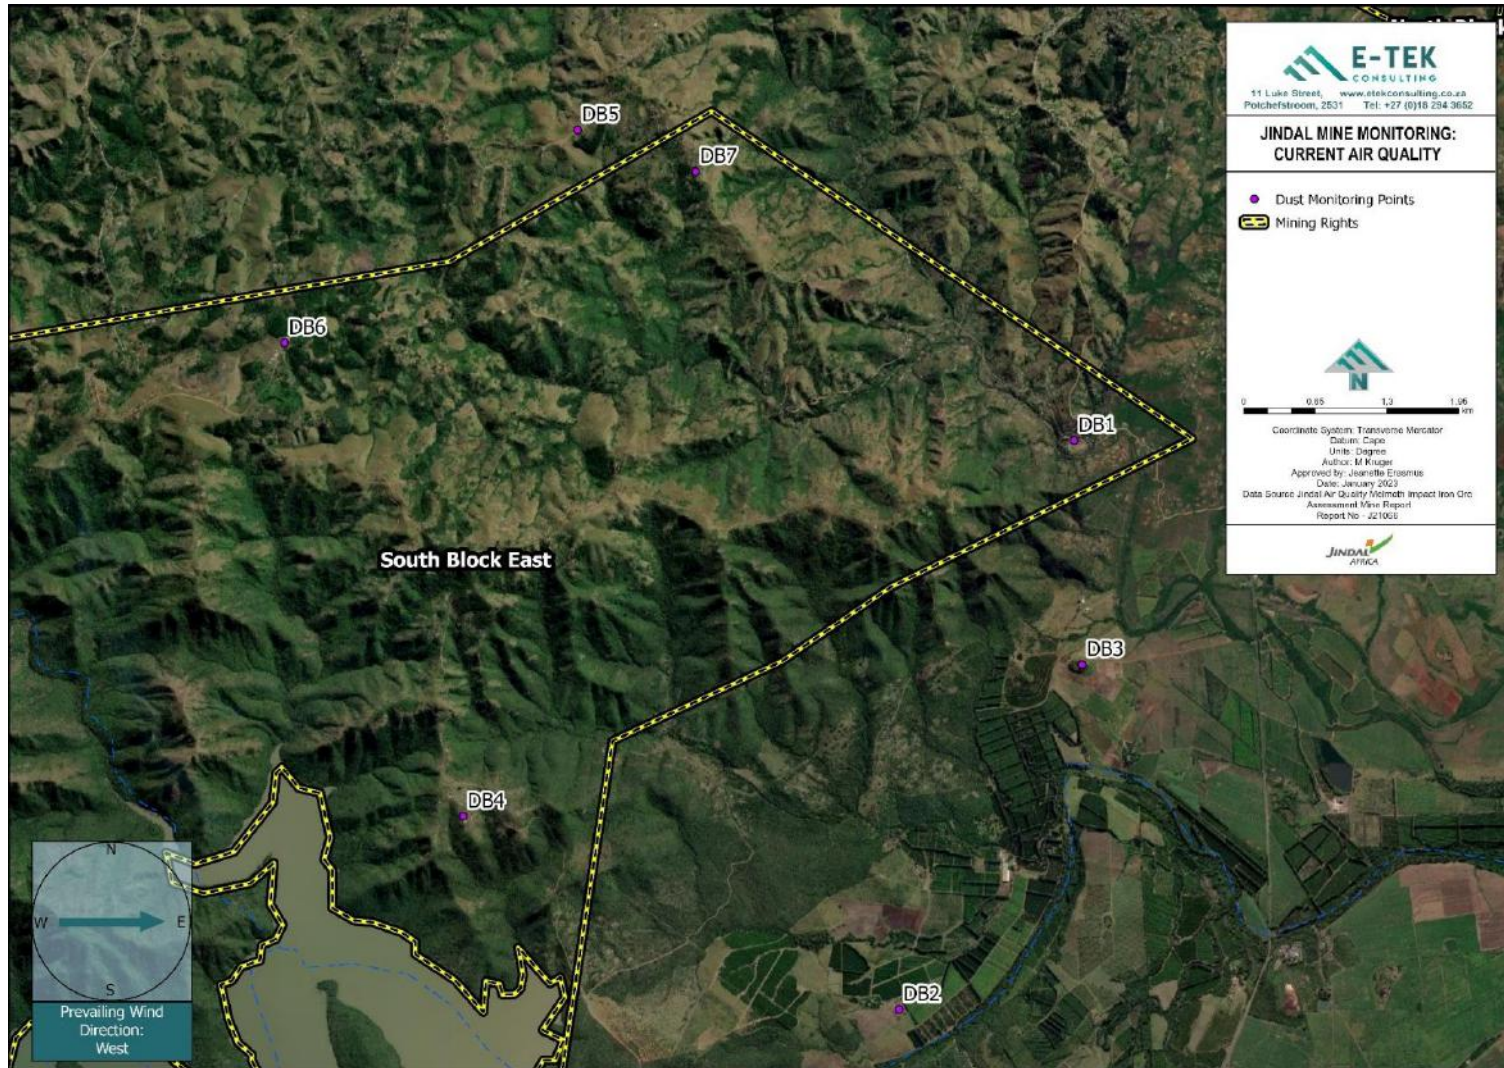 E-TEK
CONSULTING
11 Luke Street, www.etekconsulting.co.za
Potchefstroom, 2531 Tel: +27 (0)18 294 3652
JINDAL MINE MONITORING:
CURRENT AIR QUALITY
Dust Monitoring Points
Mining Rights
N
0 0.65 1.3 1.96
km
Coordinate System: Transverse Mercator
Datum: Cape
Units: Degree
Author: M Kruger
Approved by: Jeanette Erasmus
Date: January 2023
Data Source Jindal Air Quality Melmoth Impact Iron Ore
Assessment Mine Report
Report No - J21066
JINDAL
AFRICA
DB5
DB7
DB6
DB1
South Block East
DB3
DB4
DB2
N
W E
S
Prevailing Wind
Direction:
West